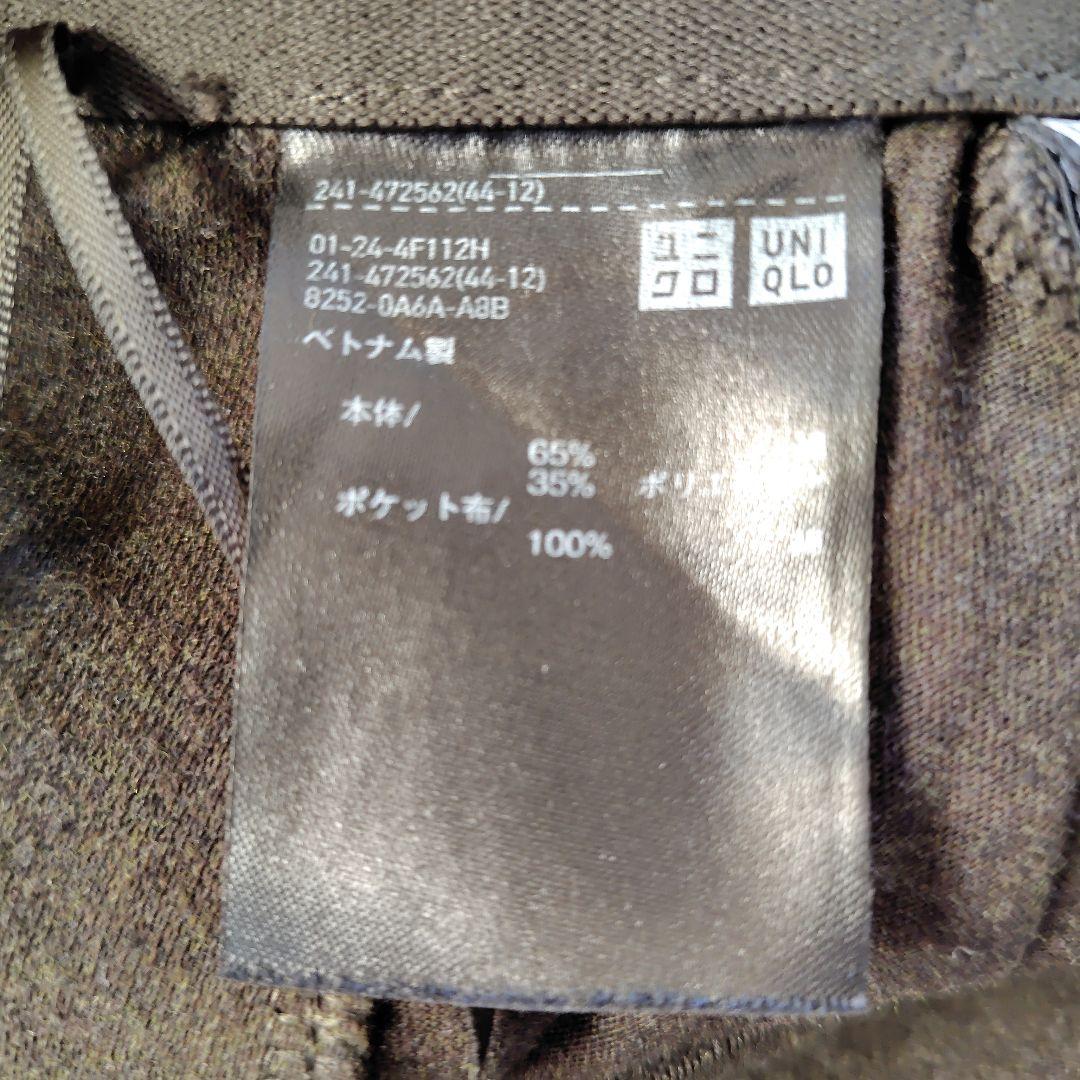 241-472562(44-12)
01-24-4F112H
241-472562(44-12)
8252-0A6A-A8B
ユニ
クロ
UNI
QLO
ベトナム製
本体/
65%
35%
ポケット布/
100%